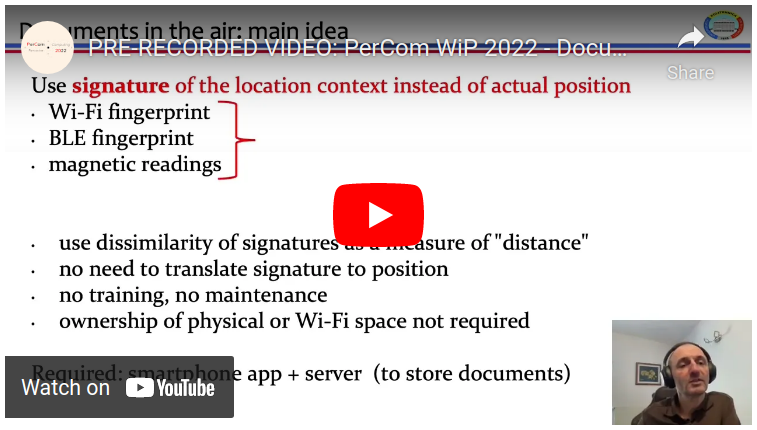 Documents in the air: main idea
PerCom
2022
PRE-RECORDED VIDEO: PerCom WiP 2022 - Docu...
Share
Use signature of the location context instead of actual position
· Wi-Fi fingerprint
· BLE fingerprint
· magnetic readings
· use dissimilarity of signatures as a measure of "distance"
· no need to translate signature to position
· no training, no maintenance
· ownership of physical or Wi-Fi space not required
Required: smartphone app + server (to store documents)
Watch on YouTube